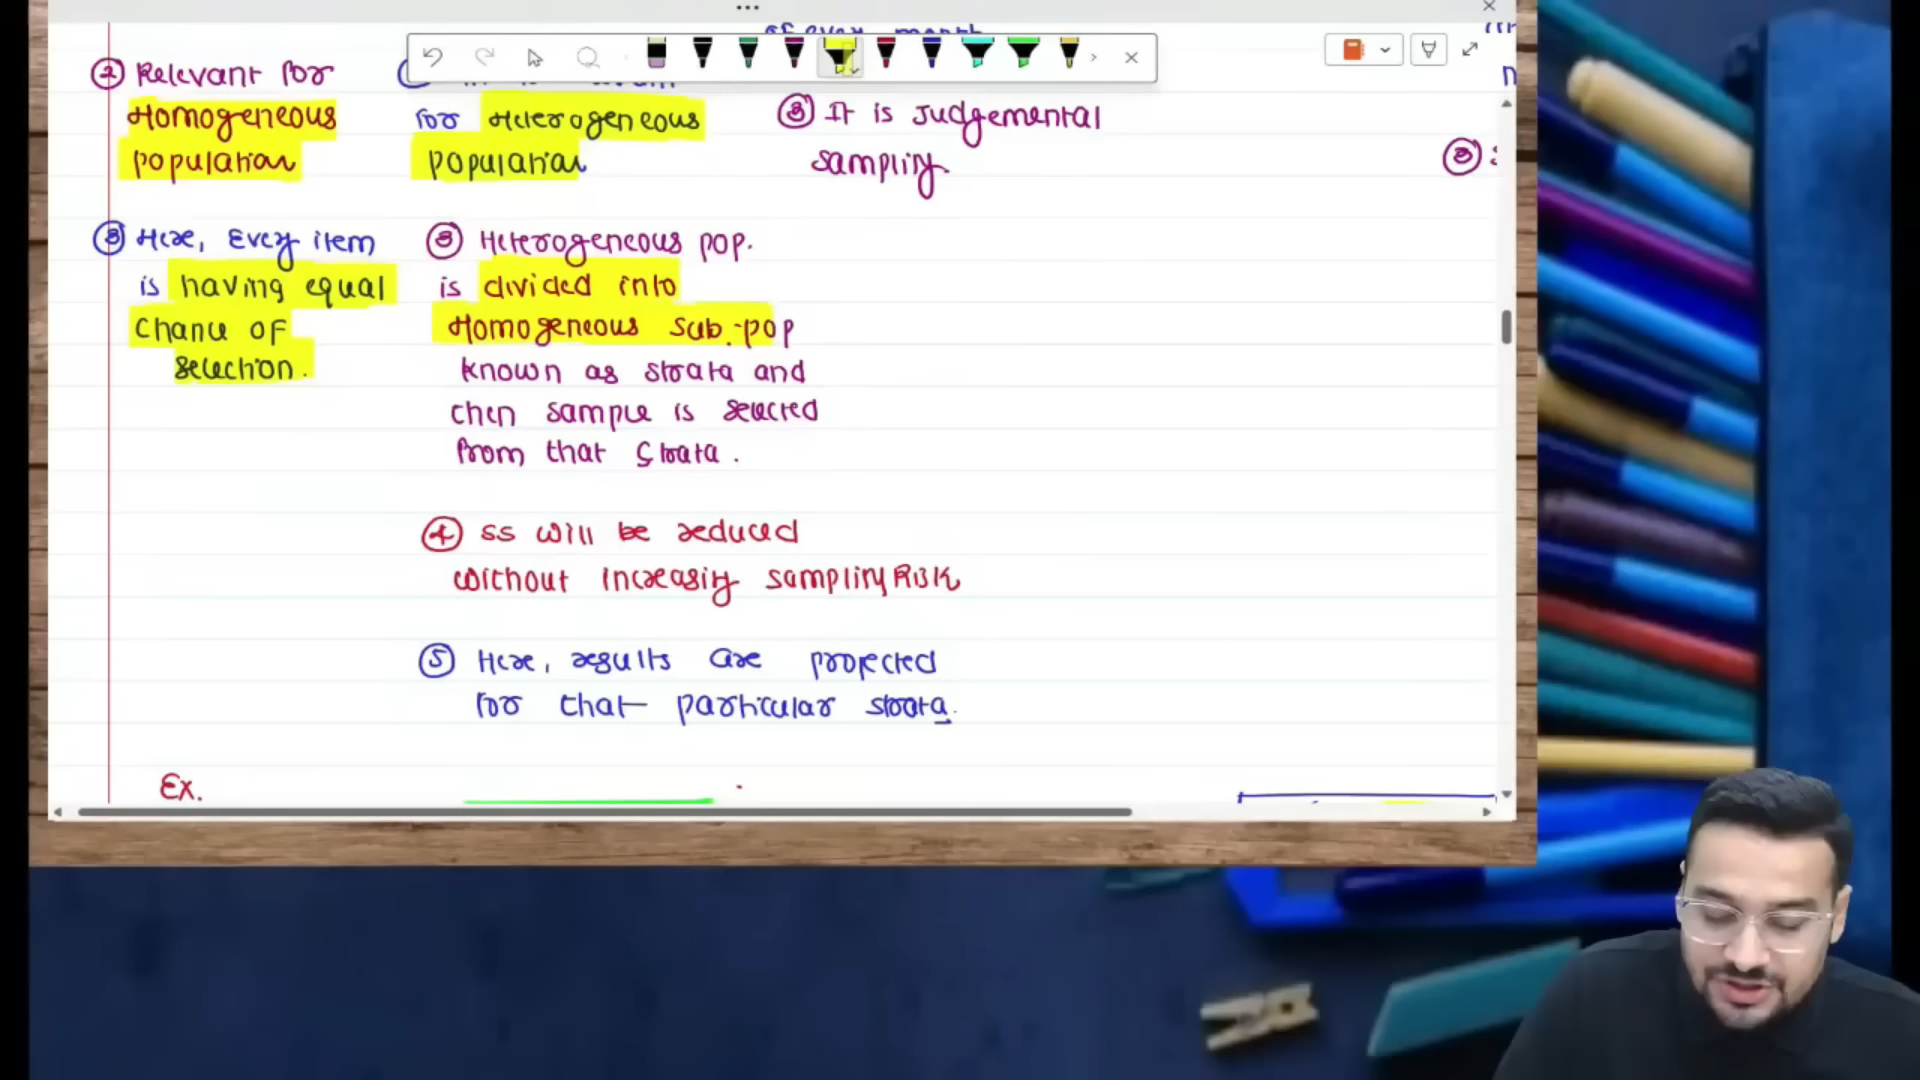 ② Relevant for
Homogeneous
population
③ Here, Every item
is having equal
chance of
selection.
for Heterogeneous
population
③ Heterogeneous pop.
is divided into
Homogeneous sub-pop
known as strata and
then sample is selected
from that strata.
④ SS will be reduced
without increasing sampling Risk
⑤ Here, results are projected
for that particular strata.
③ It is Judgemental
sampling.
③
Ex.